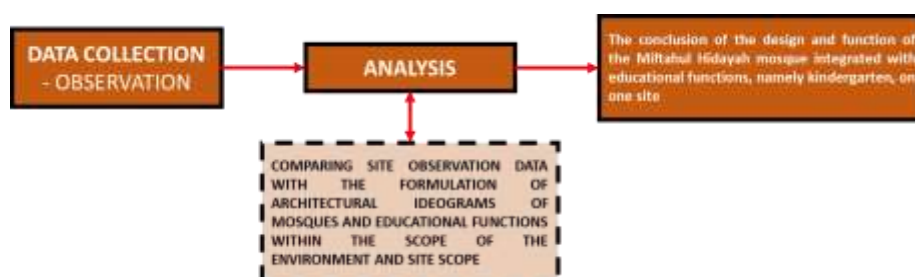 DATA COLLECTION
- OBSERVATION
ANALYSIS
The conclusion of the design and function of
the Miftahul Hidayah mosque integrated with
educational functions, namely kindergarten, on
one site
COMPARING SITE OBSERVATION DATA
WITH THE FORMULATION OF
ARCHITECTURAL IDEOGRAMS OF
MOSQUES AND EDUCATIONAL FUNCTIONS
WITHIN THE SCOPE OF THE
ENVIRONMENT AND SITE SCOPE